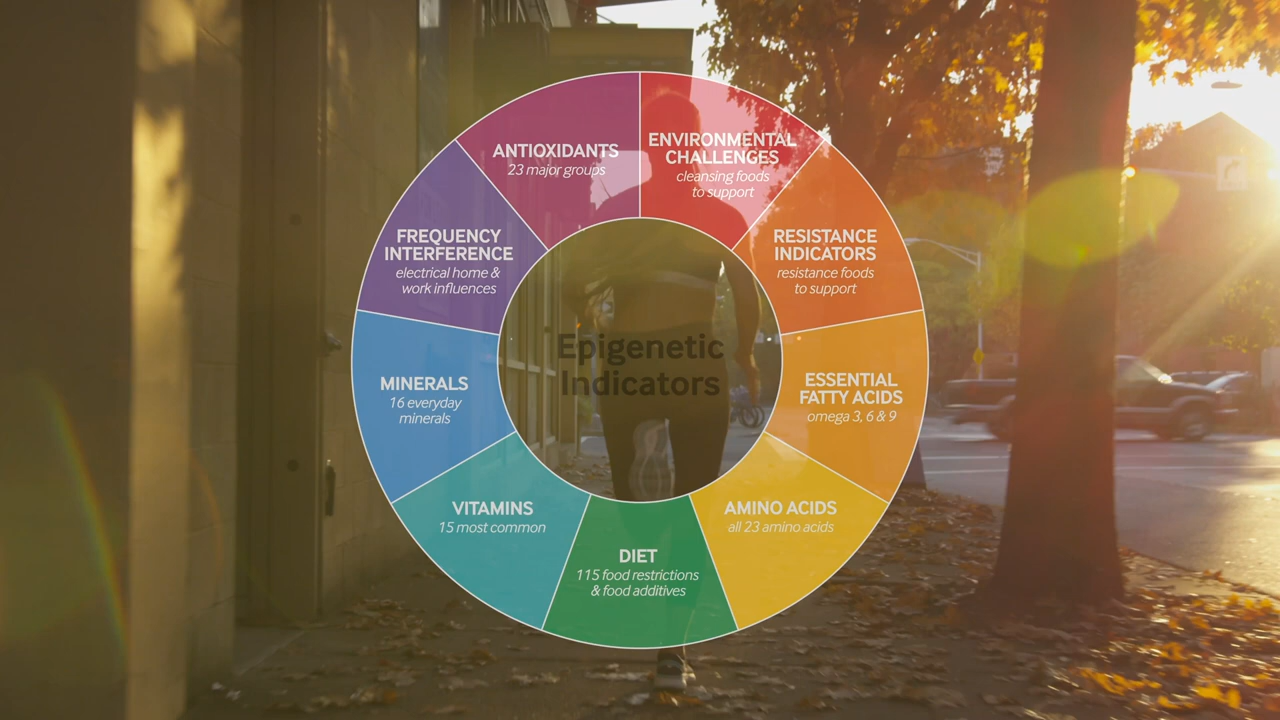 Epigenetic
Indicators
ENVIRONMENTAL
CHALLENGES
cleansing foods
to support
RESISTANCE
INDICATORS
resistance foods
to support
ESSENTIAL
FATTY ACIDS
omega 3, 6 & 9
AMINO ACIDS
all 23 amino acids
DIET
115 food restrictions
& food additives
VITAMINS
15 most common
MINERALS
16 everyday
minerals
FREQUENCY
INTERFERENCE
electrical home &
work influences
ANTIOXIDANTS
23 major groups